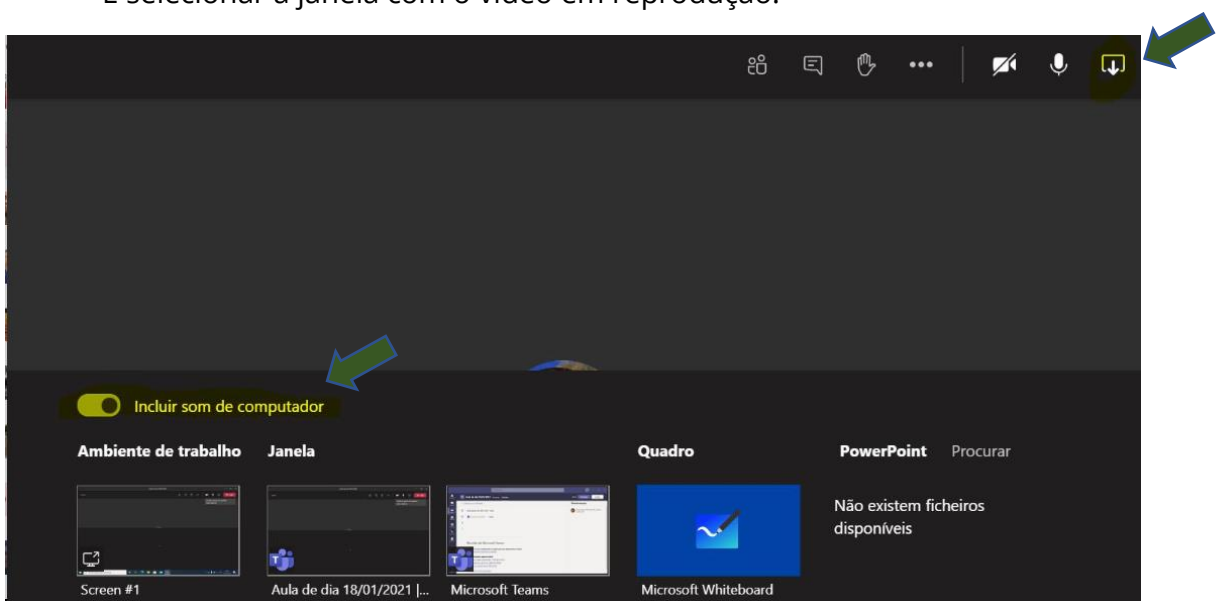 E selecionar a janela com o vídeo em reprodução.
Incluir som de computador
Ambiente de trabalho Janela Quadro PowerPoint Procurar
Não existem ficheiros
disponíveis
Screen #1 Aula de dia 18/01/2021 |... Microsoft Teams Microsoft Whiteboard